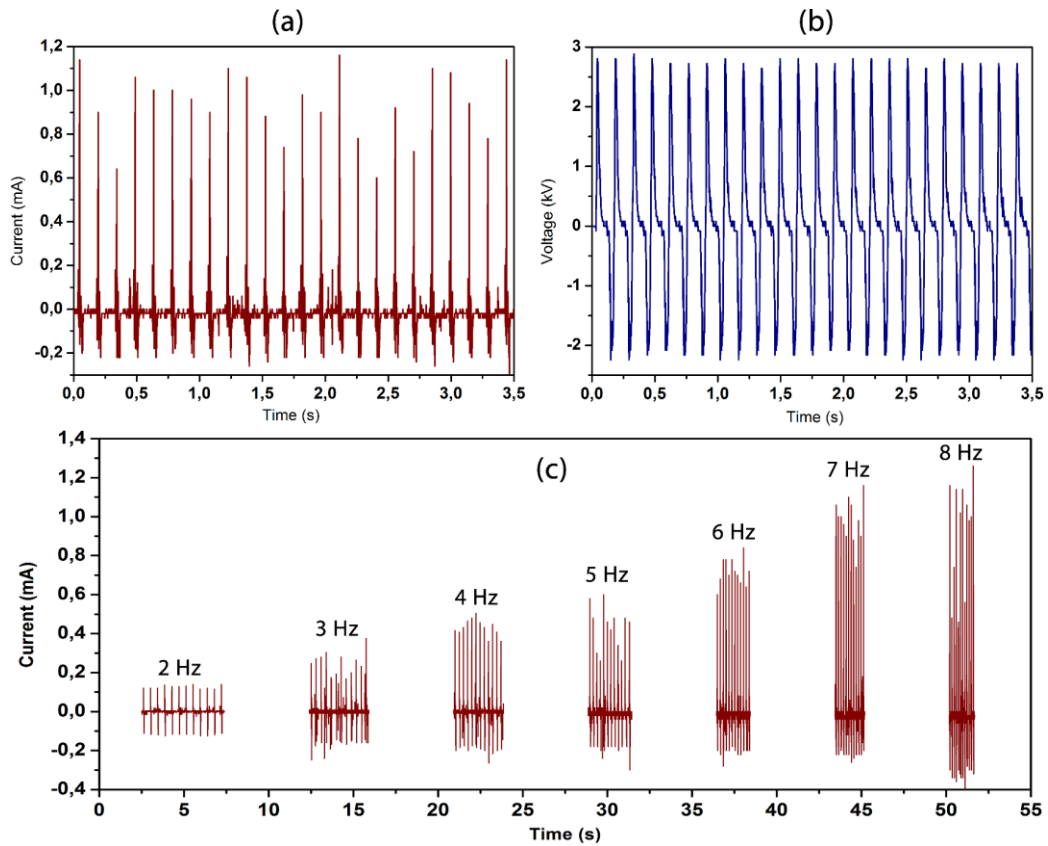 (a)
1,2
1,0
0,8
0,6
0,4
0,2
0,0
-0,2
Current (mA)
0,0 0,5 1,0 1,5 2,0 2,5 3,0 3,5
Time (s)
(b)
3
2
1
0
-1
-2
Voltage (kV)
0,0 0,5 1,0 1,5 2,0 2,5 3,0 3,5
Time (s)
(c)
1,4
1,2
1,0
0,8
0,6
0,4
0,2
0,0
-0,2
-0,4
Current (mA)
2 Hz
3 Hz
4 Hz
5 Hz
6 Hz
7 Hz
8 Hz
0 5 10 15 20 25 30 35 40 45 50 55
Time (s)